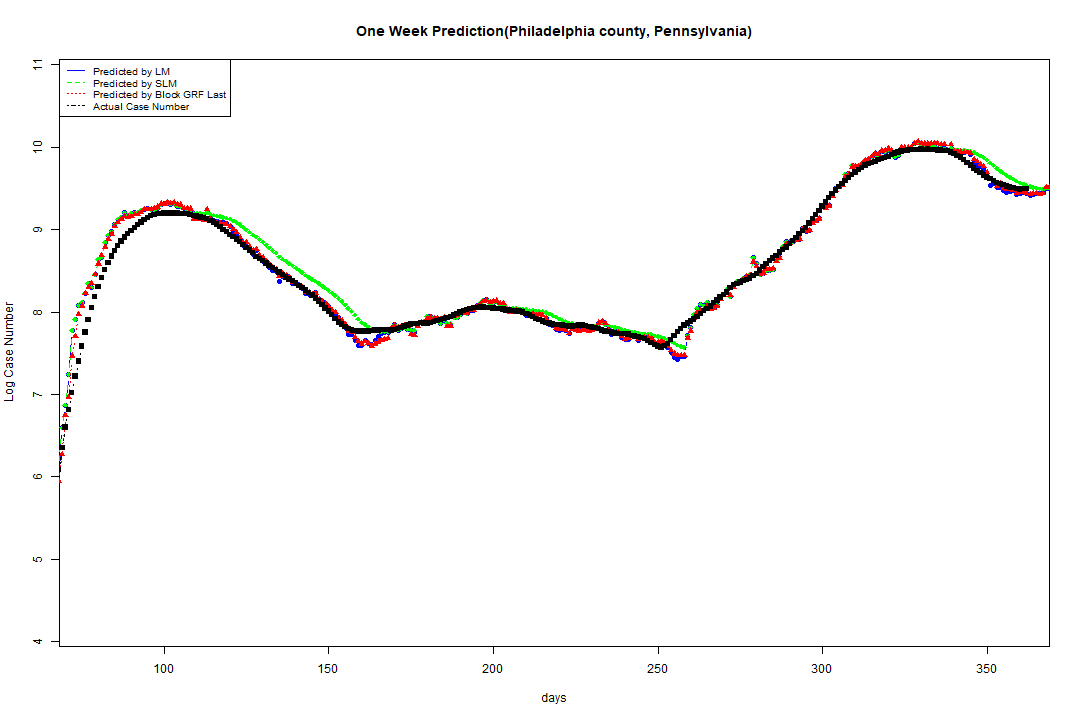 One Week Prediction(Philadelphia county, Pennsylvania)
Predicted by LM
Predicted by SLM
Predicted by Block GRF Last
Actual Case Number
11
10
9
8
7
6
5
4
Log Case Number
100 150 200 250 300 350
days